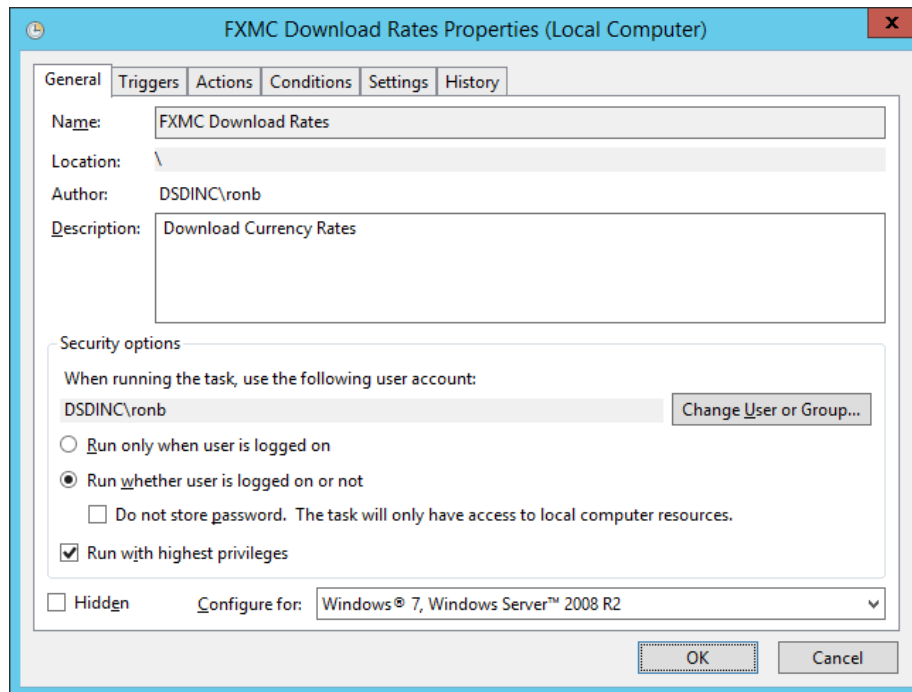 FXMC Download Rates Properties (Local Computer)
x
General Triggers Actions Conditions Settings History
Name: FXMC Download Rates
Location: \
Author: DSDINC\ronb
Description: Download Currency Rates
Security options
When running the task, use the following user account:
DSDINC\ronb Change User or Group...
Run only when user is logged on
Run whether user is logged on or not
Do not store password. The task will only have access to local computer resources.
Run with highest privileges
Hidden Configure for: Windows® 7, Windows Server™ 2008 R2
OK Cancel